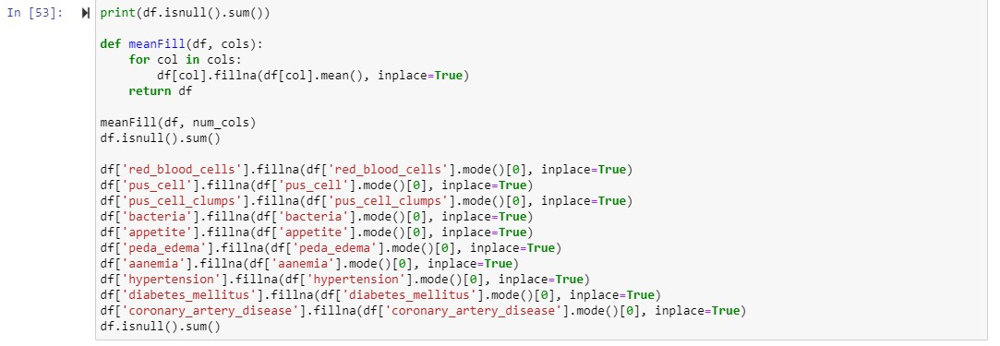 In [53]:
print(df.isnull().sum())
def meanFill(df, cols):
    for col in cols:
        df[col].fillna(df[col].mean(), inplace=True)
    return df
meanFill(df, num_cols)
df.isnull().sum()
df['red_blood_cells'].fillna(df['red_blood_cells'].mode()[0], inplace=True)
df['pus_cell'].fillna(df['pus_cell'].mode()[0], inplace=True)
df['pus_cell_clumps'].fillna(df['pus_cell_clumps'].mode()[0], inplace=True)
df['bacteria'].fillna(df['bacteria'].mode()[0], inplace=True)
df['appetite'].fillna(df['appetite'].mode()[0], inplace=True)
df['peda_edema'].fillna(df['peda_edema'].mode()[0], inplace=True)
df['aanemia'].fillna(df['aanemia'].mode()[0], inplace=True)
df['hypertension'].fillna(df['hypertension'].mode()[0], inplace=True)
df['diabetes_mellitus'].fillna(df['diabetes_mellitus'].mode()[0], inplace=True)
df['coronary_artery_disease'].fillna(df['coronary_artery_disease'].mode()[0], inplace=True)
df.isnull().sum()